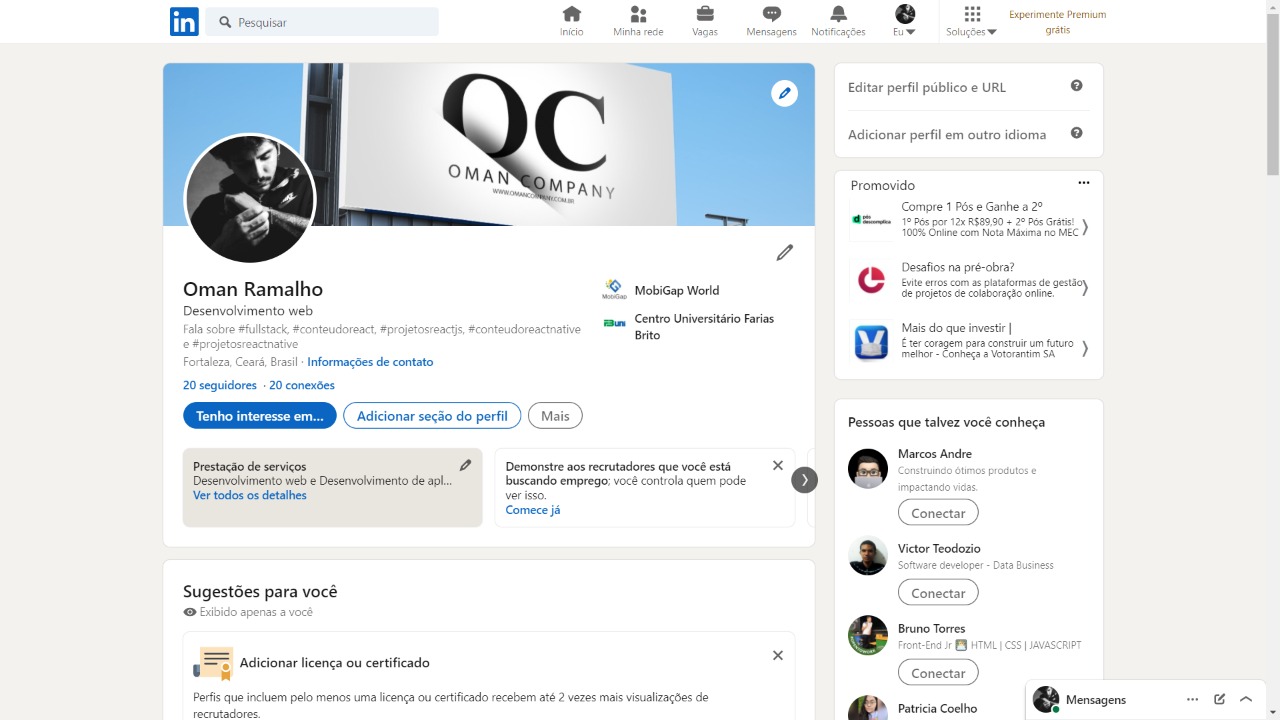 in
Pesquisar
Início
Minha rede
Vagas
Mensagens
Notificações
Eu
Soluções
Experimente Premium
grátis
OC
OMAN COMPANY
WWW.OMANCOMPANY.COM.BR
Oman Ramalho
Desenvolvimento web
Fala sobre #fullstack, #conteudoreact, #projetosreactjs, #conteudoreactnative
e #projetosreactnative
Fortaleza, Ceará, Brasil · Informações de contato
20 seguidores · 20 conexões
MobiGap
MobiGap World
uni
Centro Universitário Farias
Brito
Tenho interesse em...
Adicionar seção do perfil
Mais
Prestação de serviços
Desenvolvimento web e Desenvolvimento de apl...
Ver todos os detalhes
Demonstre aos recrutadores que você está
buscando emprego; você controla quem pode
ver isso.
Comece já
Sugestões para você
Exibido apenas a você
Adicionar licença ou certificado
Perfis que incluem pelo menos uma licença ou certificado recebem até 2 vezes mais visualizações de
recrutadores.
Editar perfil público e URL
Adicionar perfil em outro idioma
Promovido
pós
descomplica
Compre 1 Pós e Ganhe a 2º
1º Pós por 12x R$89,90 + 2º Pós Grátis!
100% Online com Nota Máxima no MEC
Desafios na pré-obra?
Evite erros com as plataformas de gestão
de projetos de colaboração online.
Mais do que investir |
É ter coragem para construir um futuro
melhor - Conheça a Votorantim SA
Pessoas que talvez você conheça
Marcos Andre
Construindo ótimos produtos e
impactando vidas.
Conectar
Victor Teodozio
Software developer - Data Business
Conectar
Bruno Torres
Front-End Jr 👨‍💻 HTML | CSS | JAVASCRIPT
Conectar
Patricia Coelho
Mensagens